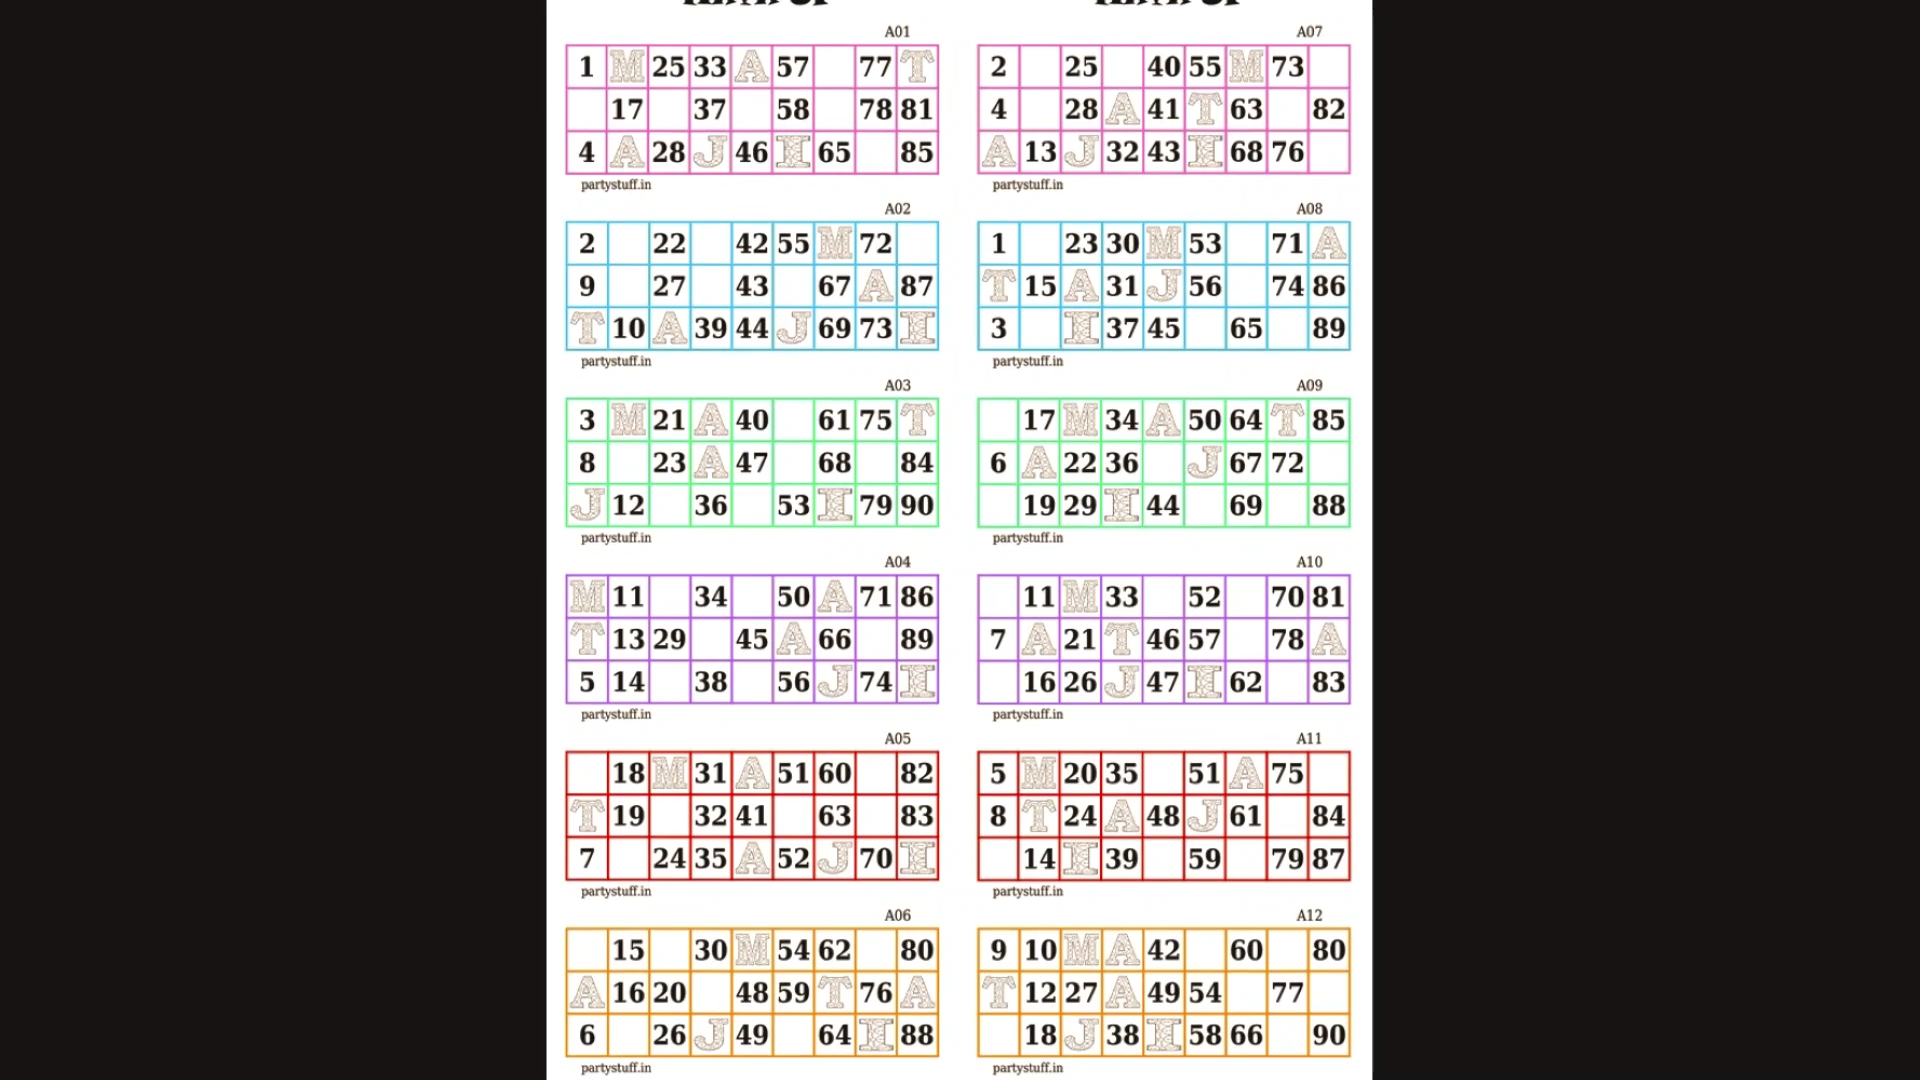 A01
1 M 25 33 A 57 77 T
17 37 58 78 81
4 A 28 J 46 I 65 85
partystuff.in
A02
2 22 42 55 M 72
9 27 43 67 A 87
T 10 A 39 44 J 69 73 I
partystuff.in
A03
3 M 21 A 40 61 75 T
8 23 A 47 68 84
J 12 36 53 I 79 90
partystuff.in
A04
M 11 34 50 A 71 86
T 13 29 45 A 66 89
5 14 38 56 J 74 I
partystuff.in
A05
18 M 31 A 51 60 82
T 19 32 41 63 83
7 24 35 A 52 J 70 I
partystuff.in
A06
15 30 M 54 62 80
A 16 20 48 59 T 76 A
6 26 J 49 64 I 88
partystuff.in
A07
2 25 40 55 M 73
4 28 A 41 T 63 82
A 13 J 32 43 I 68 76
partystuff.in
A08
1 23 30 M 53 71 A
T 15 A 31 J 56 74 86
3 I 37 45 65 89
partystuff.in
A09
17 M 34 A 50 64 T 85
6 A 22 36 J 67 72
19 29 I 44 69 88
partystuff.in
A10
11 M 33 52 70 81
7 A 21 T 46 57 78 A
16 26 J 47 I 62 83
partystuff.in
A11
5 M 20 35 51 A 75
8 T 24 A 48 J 61 84
14 I 39 59 79 87
partystuff.in
A12
9 10 M A 42 60 80
T 12 27 A 49 54 77
18 J 38 I 58 66 90
partystuff.in